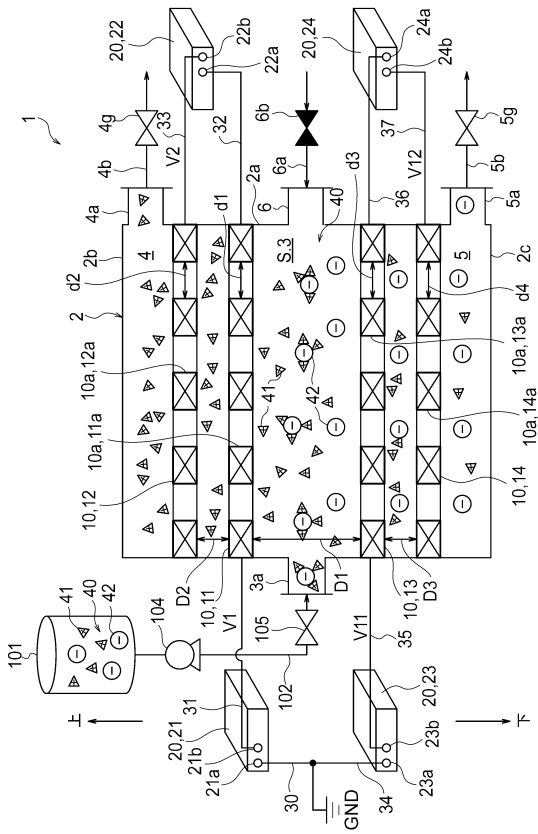 1
20,22
22b
22a
20,24
24a
24b
4g
33
V2
32
6b
6a
36
37
V12
5g
5b
4b
4a
2b
4
d2
d1
2a
6
S,3
40
d3
5
5a
2c
d4
2
10a,12a
10a,11a
41
42
10a,13a
10a,14a
10,12
D2
10,11
D1
10,13
D3
10,14
3a
101
41
40
42
104
105
102
V1
V11
35
31
20,21
21b
21a
20,23
23b
23a
30
34
GND
上
下